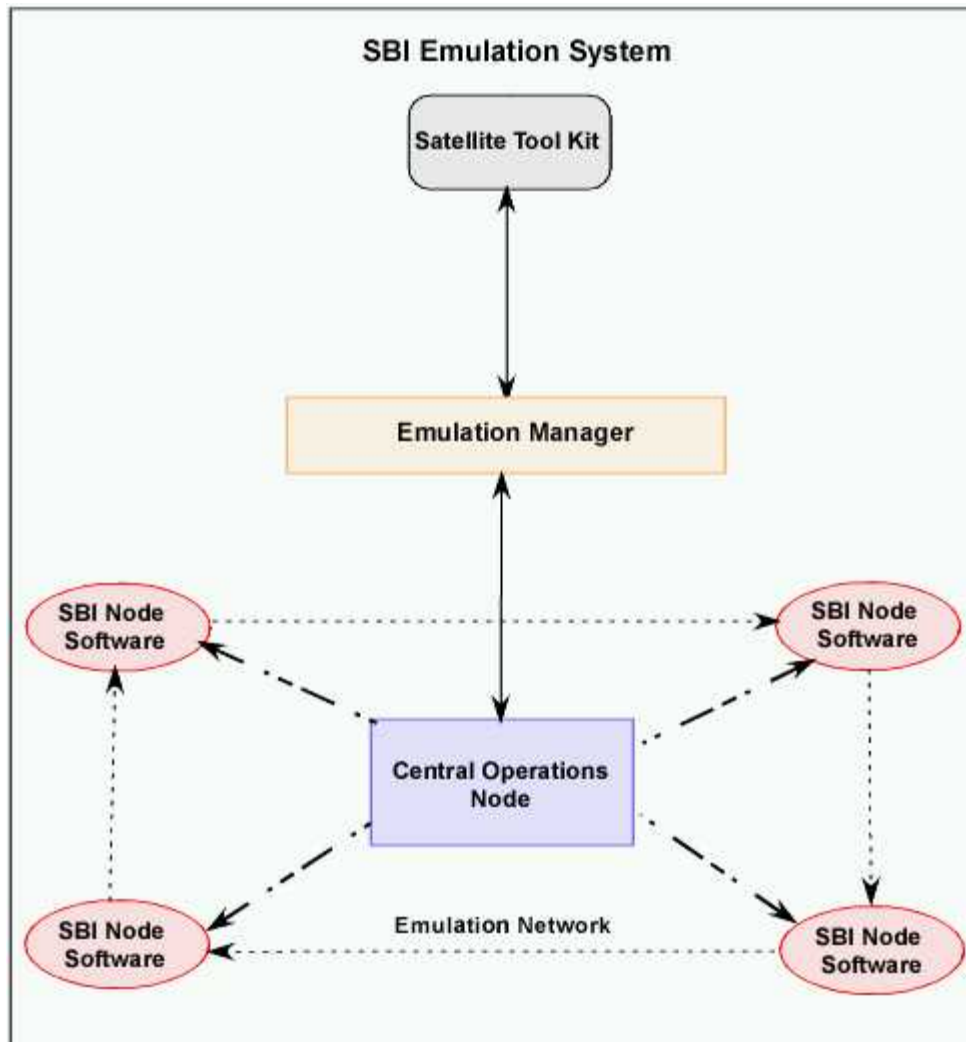 SBI Emulation System
Satellite Tool Kit
Emulation Manager
SBI Node
Software
SBI Node
Software
Central Operations
Node
Emulation Network
SBI Node
Software
SBI Node
Software